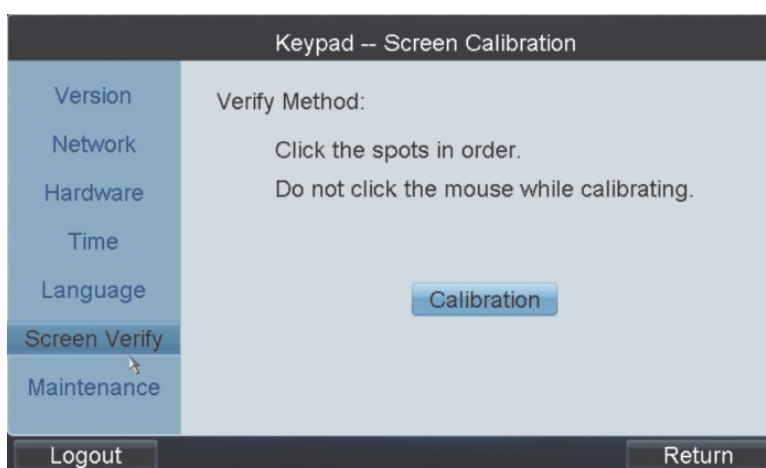 Keypad -- Screen Calibration
Version
Network
Hardware
Time
Language
Screen Verify
Maintenance
Verify Method:
Click the spots in order.
Do not click the mouse while calibrating.
Calibration
Logout
Return